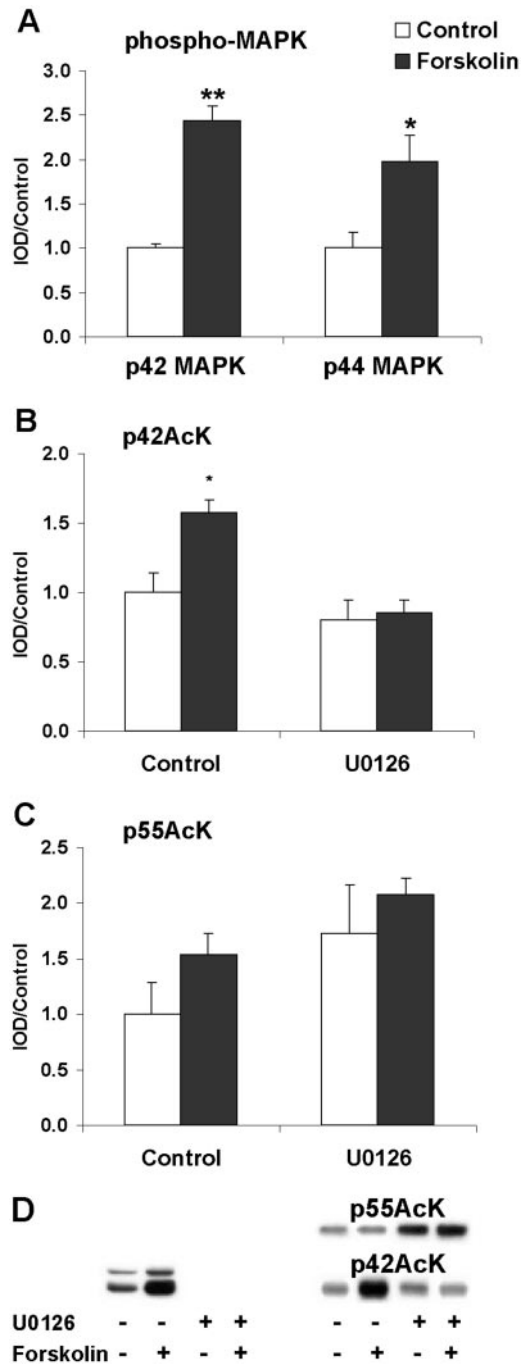 A
phospho-MAPK
Control
Forskolin
IOD/Control
3.0
2.5
2.0
1.5
1.0
0.5
0.0
**
*
p42 MAPK p44 MAPK
B
p42AcK
IOD/Control
2.0
1.5
1.0
0.5
0.0
*
Control U0126
C
p55AcK
IOD/Control
2.5
2.0
1.5
1.0
0.5
0.0
Control U0126
D
p55AcK
p42AcK
U0126 - - + + - - + +
Forskolin - + - + - + - +